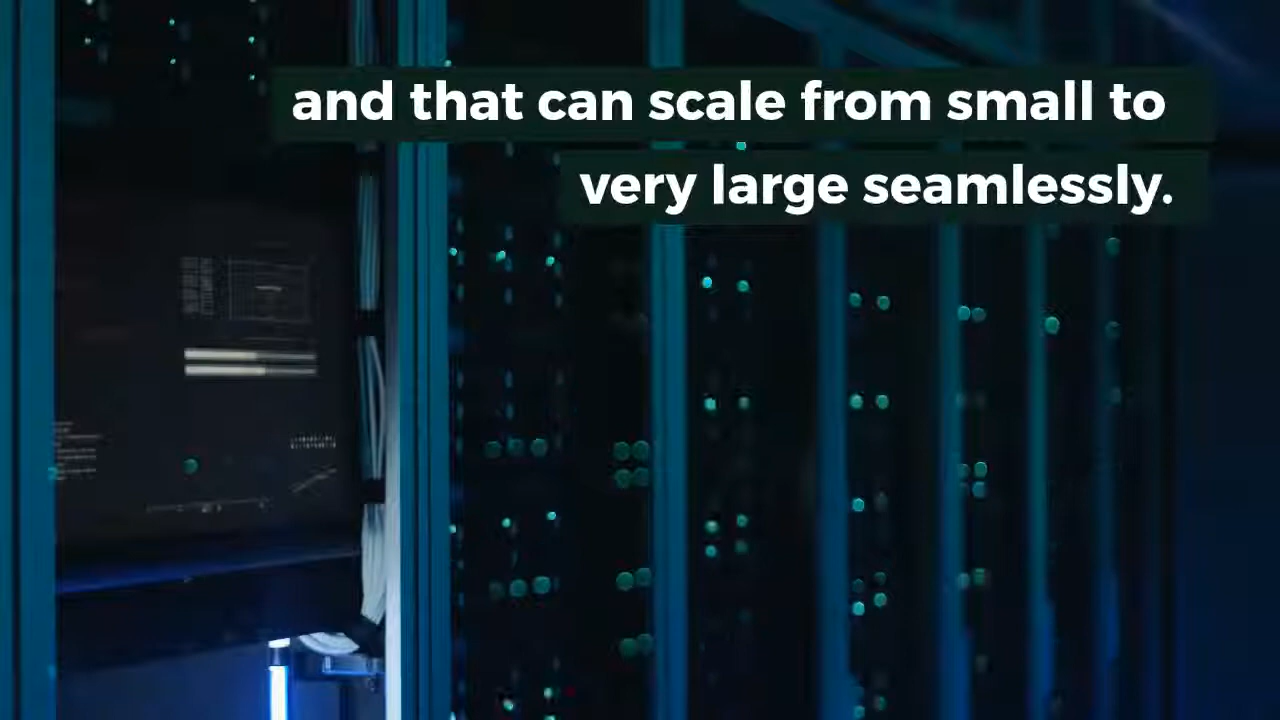 and that can scale from small to
very large seamlessly.